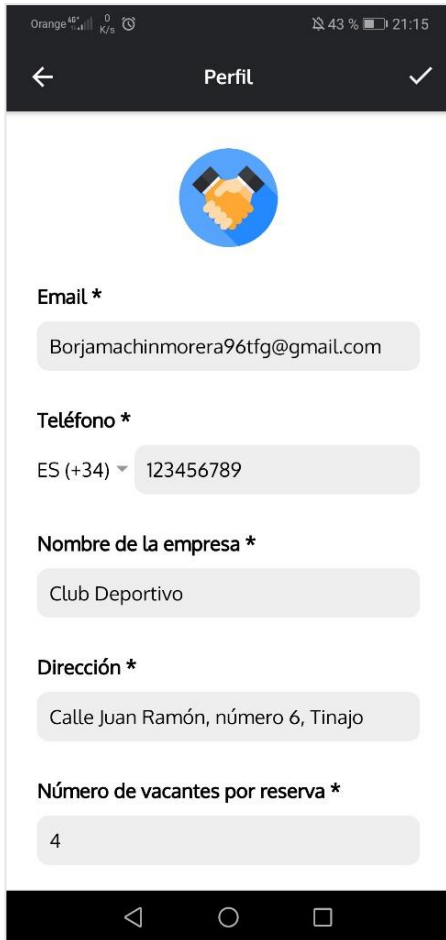 Orange 4G+ 0 K/s 43 % 21:15
Perfil
Email *
Borjamachinmorera96tfg@gmail.com
Teléfono *
ES (+34) 123456789
Nombre de la empresa *
Club Deportivo
Dirección *
Calle Juan Ramón, número 6, Tinajo
Número de vacantes por reserva *
4